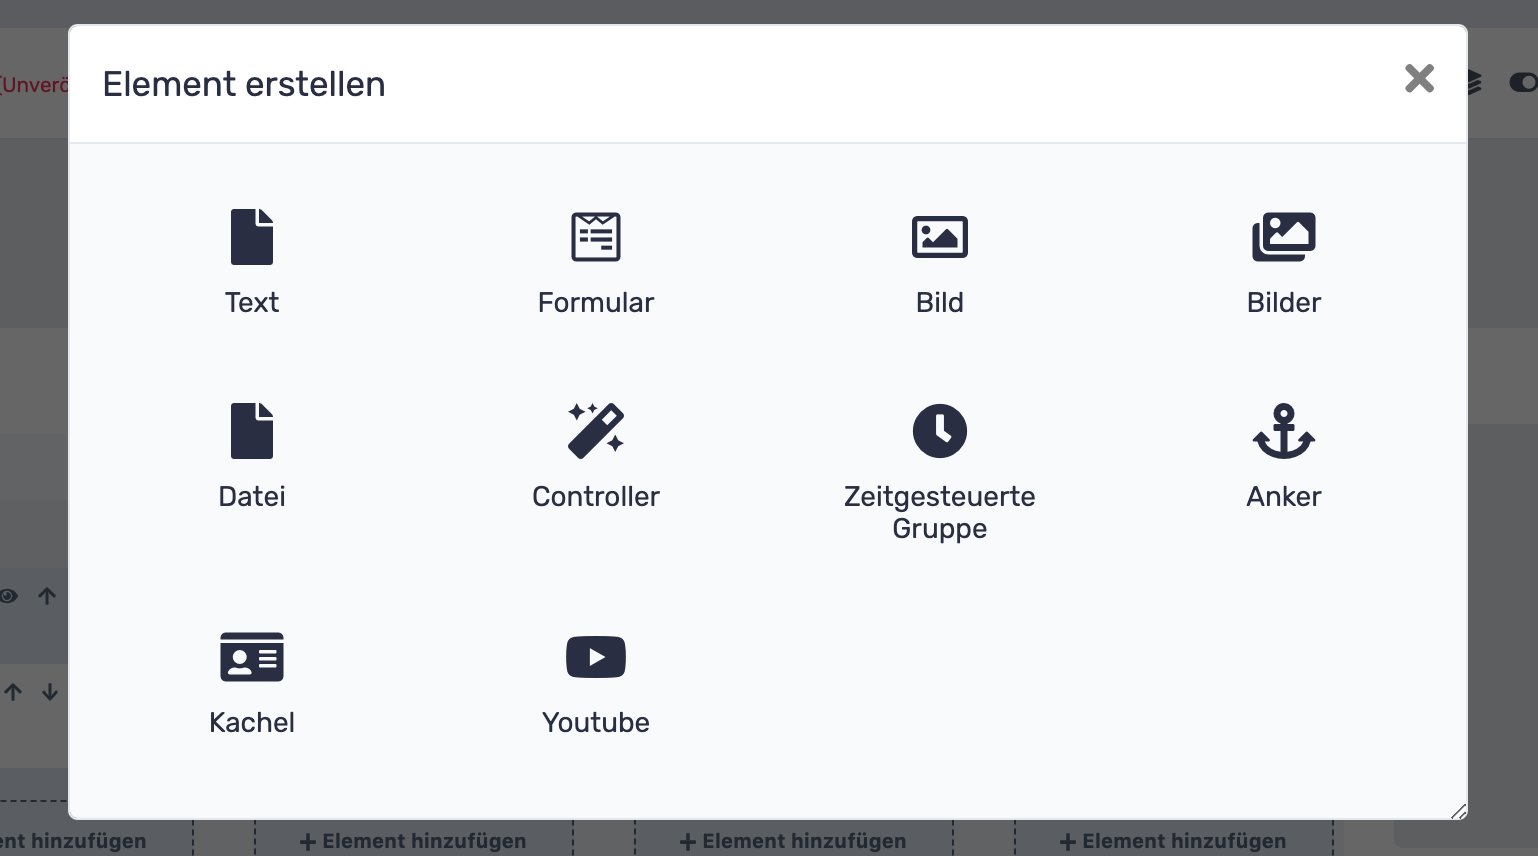 Element erstellen
[Unverö
Text
Formular
Bild
Bilder
Datei
Controller
Zeitgesteuerte
Gruppe
Anker
Kachel
Youtube
ent hinzufügen
Element hinzufügen
Element hinzufügen
Element hinzufügen